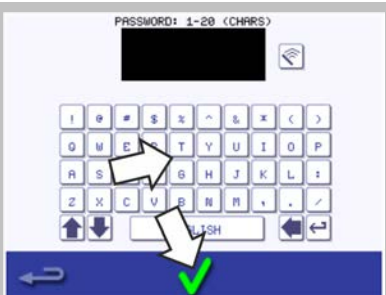 PASSWORD: 1-20 (CHARS)
! @ # $ % ^ & * ( )
Q W E T Y U I O P
A S G H J K L :
Z X C V B N M , . /
LISH